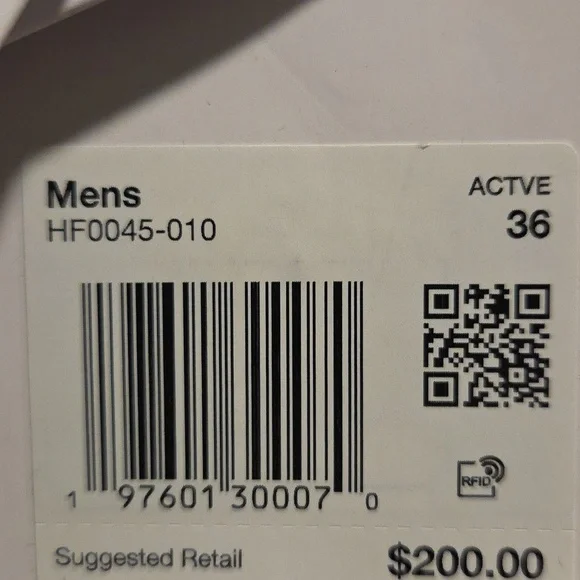 Mens
ACTVE
HF0045-010
36
RFID
1 97601 30007 0
Suggested Retail
$200.00